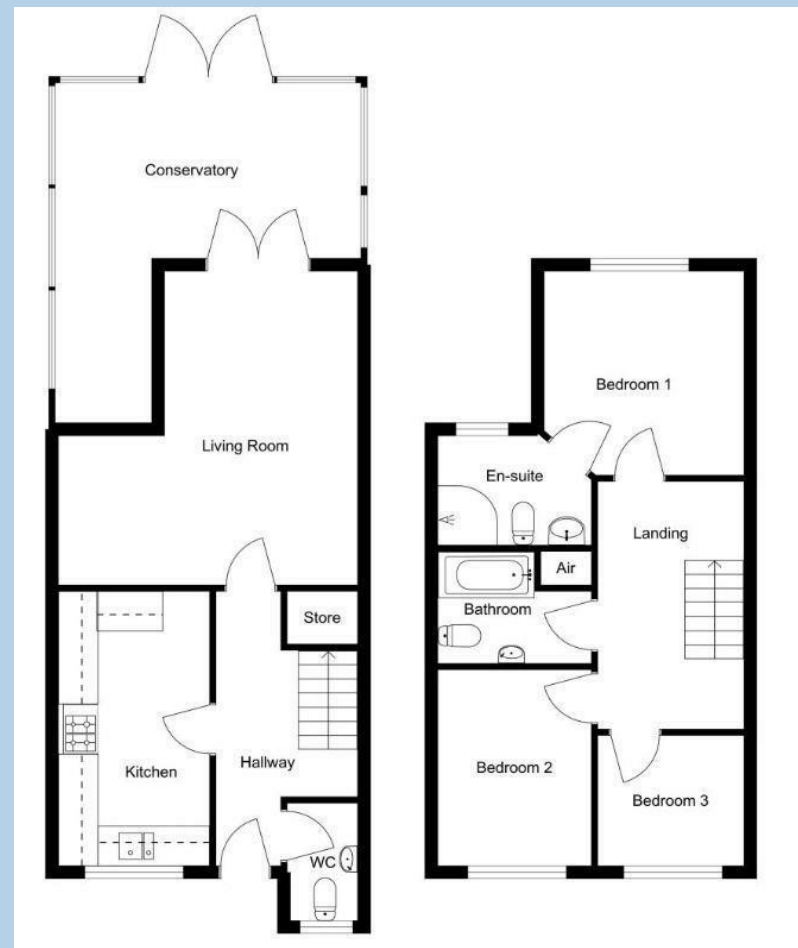 Conservatory
Living Room
Store
Kitchen
Hallway
WC
Bedroom 1
En-suite
Landing
Air
Bathroom
Bedroom 2
Bedroom 3